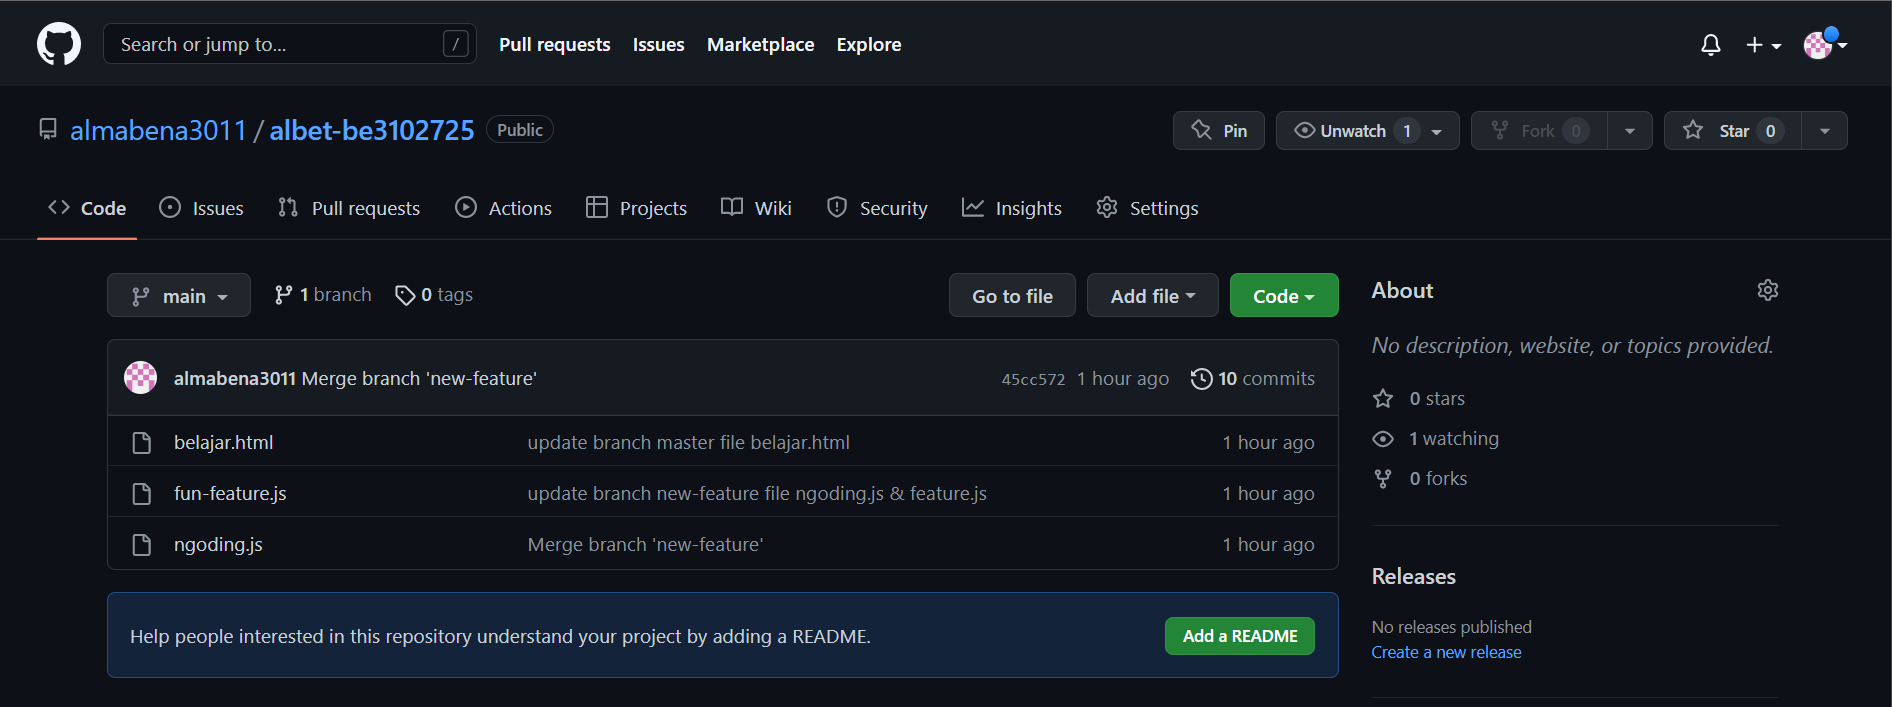 Search or jump to... / Pull requests Issues Marketplace Explore
almabena3011 / albet-be3102725 Public Pin Unwatch 1 Fork 0 Star 0
Code Issues Pull requests Actions Projects Wiki Security Insights Settings
main 1 branch 0 tags Go to file Add file Code
almabena3011 Merge branch 'new-feature' 45cc572 1 hour ago 10 commits
belajar.html update branch master file belajar.html 1 hour ago
fun-feature.js update branch new-feature file ngoding.js & feature.js 1 hour ago
ngoding.js Merge branch 'new-feature' 1 hour ago
Help people interested in this repository understand your project by adding a README. Add a README
About
No description, website, or topics provided.
0 stars
1 watching
0 forks
Releases
No releases published
Create a new release